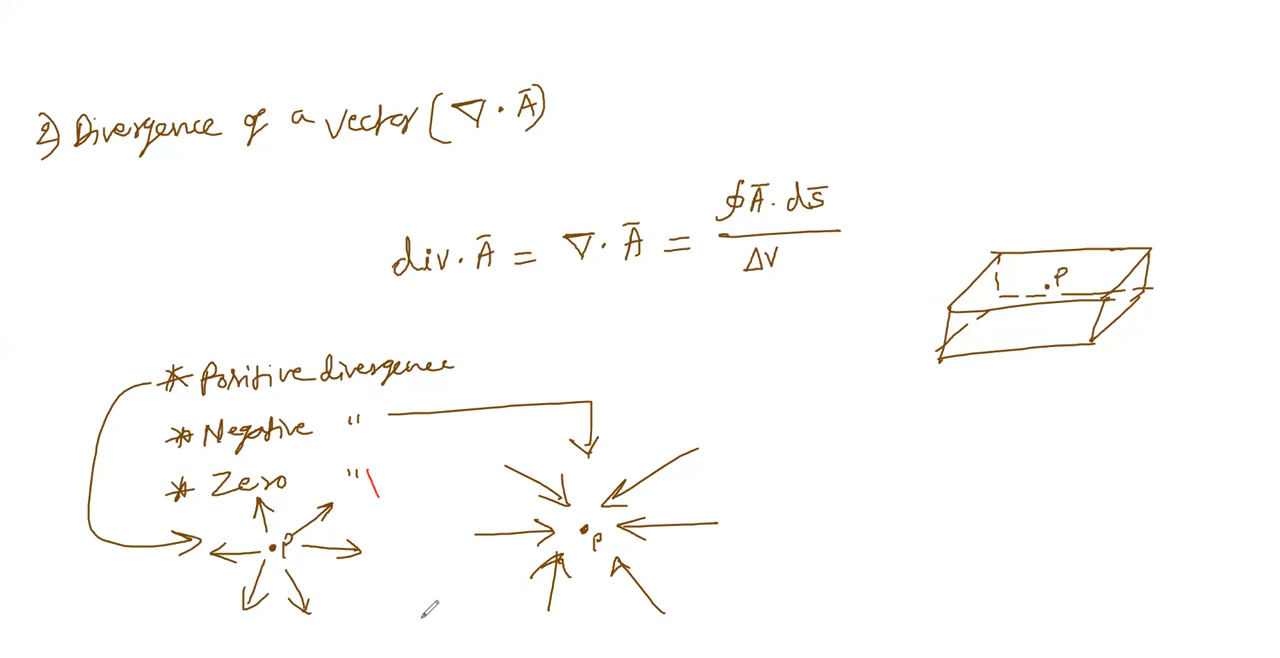 2) Divergence of a vector (∇ · A̅)
div · A̅ = ∇ · A̅ = ∮ A̅ · ds̅ / ΔV
P
* Positive divergence
* Negative "
* Zero "
P
P